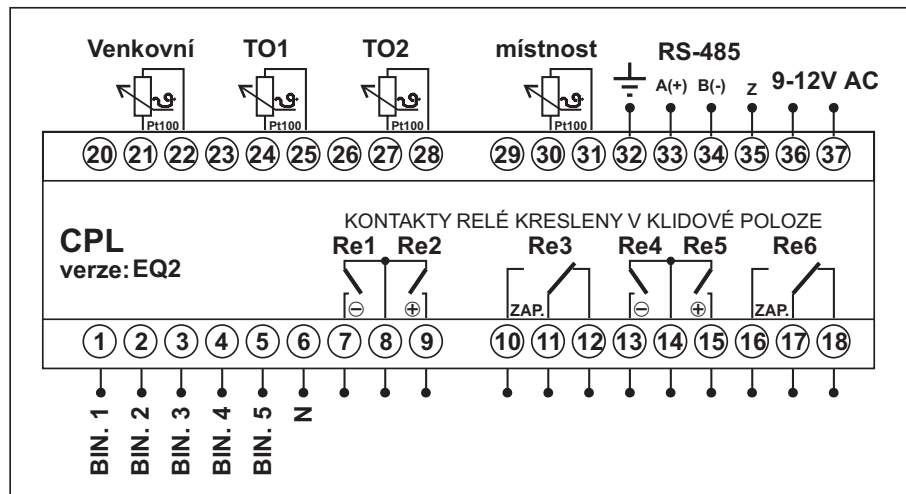 Venkovní TO1 TO2 místnost RS-485
A(+) B(-) Z 9-12V AC
Pt100 Pt100 Pt100 Pt100
20 21 22 23 24 25 26 27 28 29 30 31 32 33 34 35 36 37
KONTAKTY RELÉ KRESLENY V KLIDOVÉ POLOZE
CPL
verze: EQ2
Re1 Re2 Re3 Re4 Re5 Re6
ZAP. ZAP.
1 2 3 4 5 6 7 8 9 10 11 12 13 14 15 16 17 18
BIN. 1
BIN. 2
BIN. 3
BIN. 4
BIN. 5
N